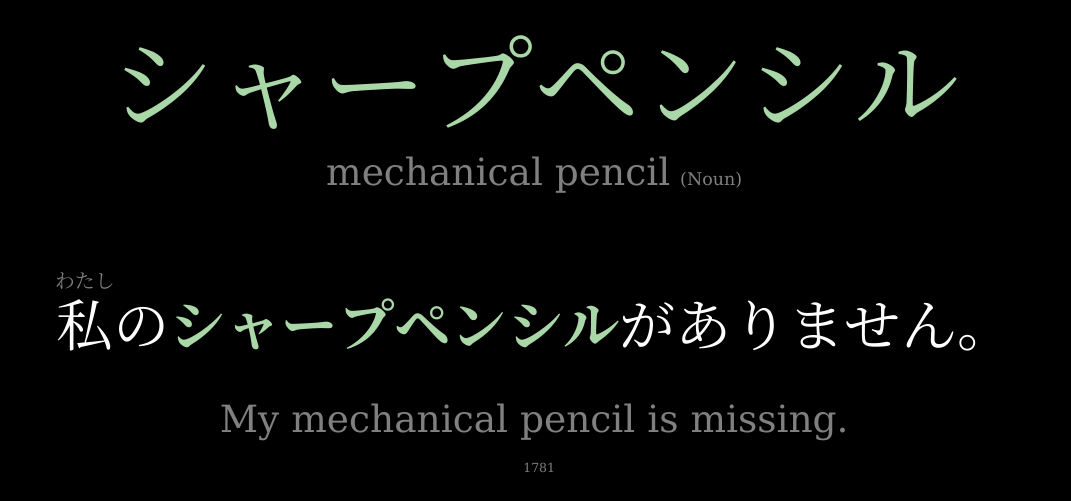 シャープペンシル
mechanical pencil (Noun)
わたし
私のシャープペンシルがありません。
My mechanical pencil is missing.
1781